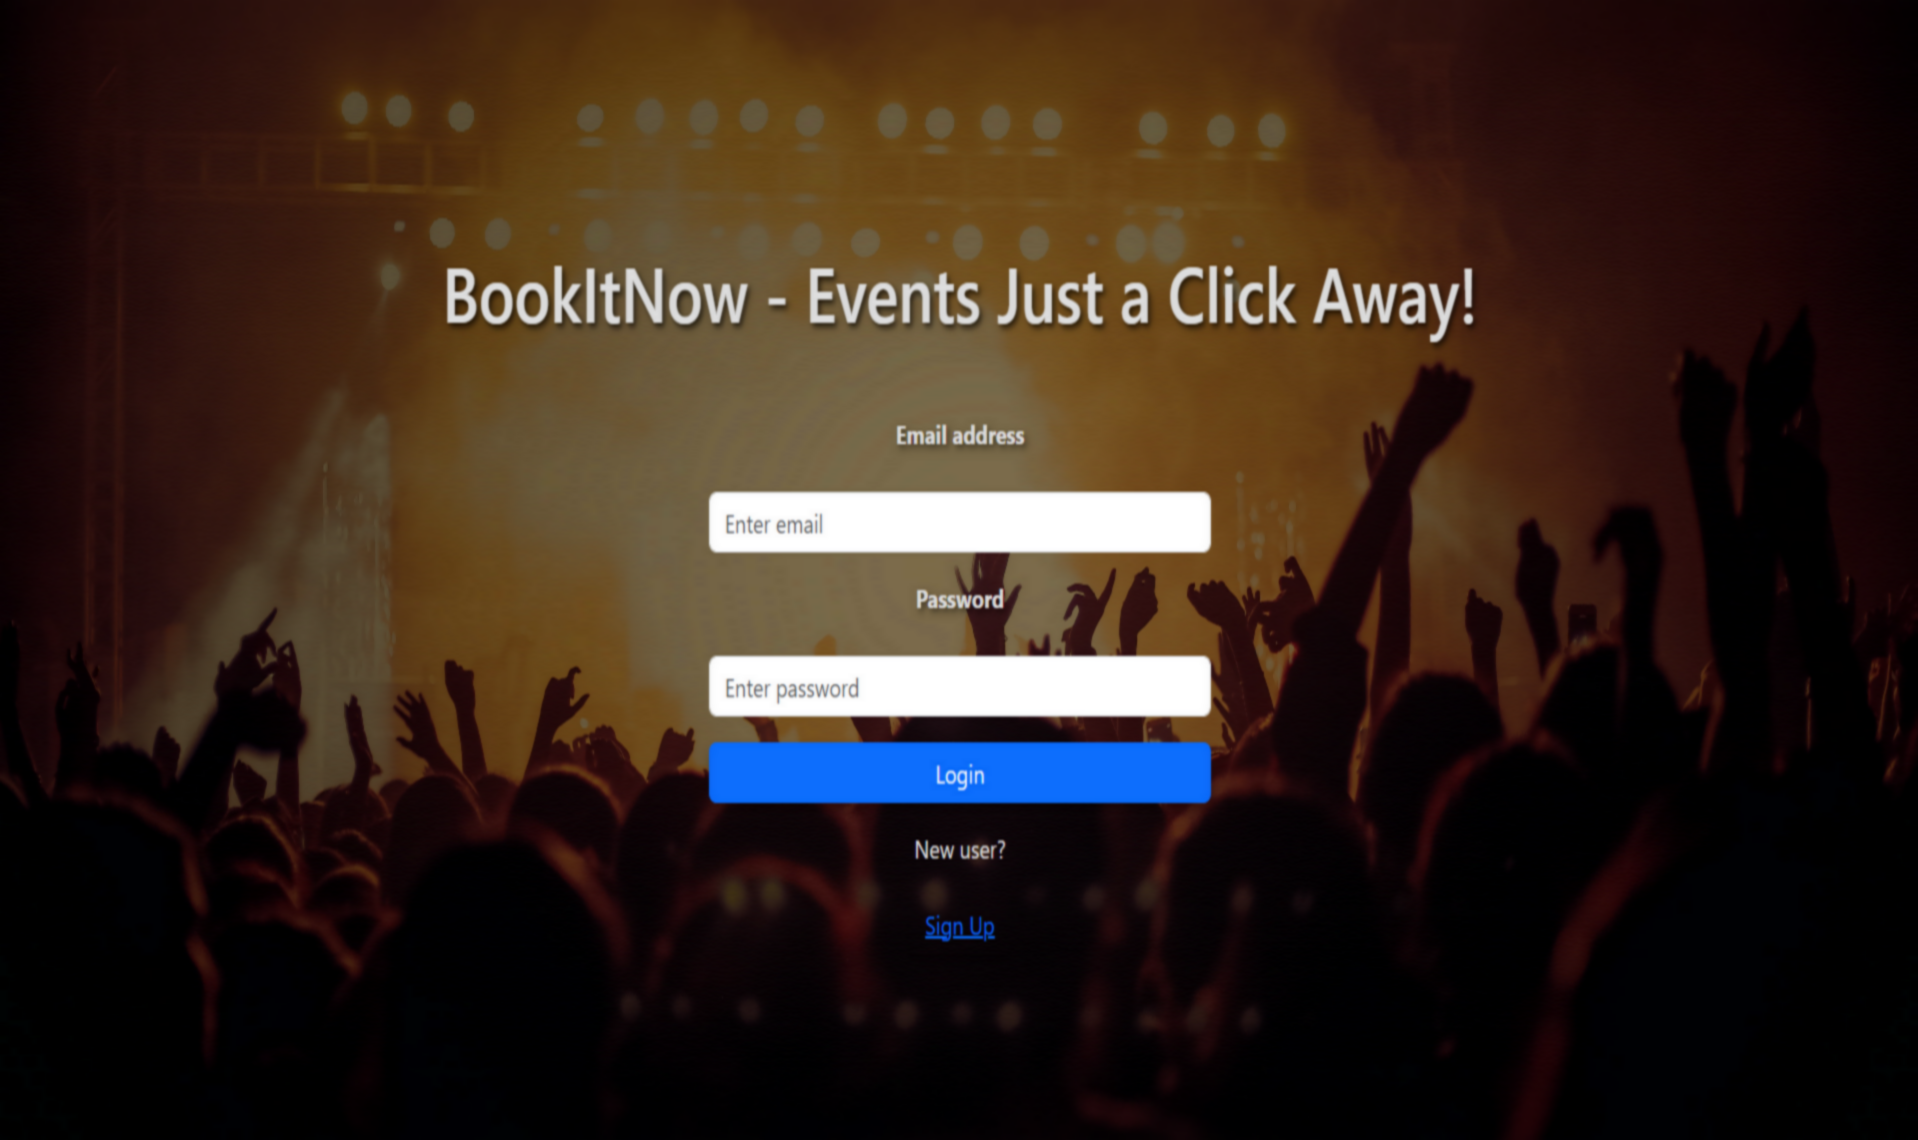 BookItNow - Events Just a Click Away!
Email address
Enter email
Password
Enter password
Login
New user?
Sign Up